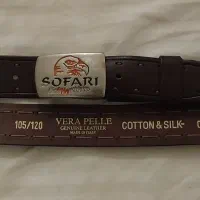 SOFARI
105/120
VERA PELLE
GENUINE LEATHER
MADE IN ITALY
COTTON & SILK-